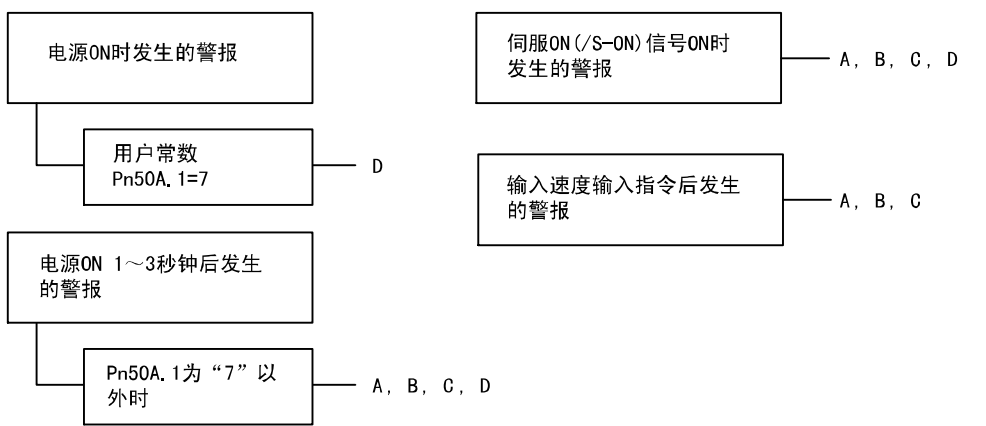 电源ON时发生的警报
用户常数
Pn50A.1=7
D
电源ON 1～3秒钟后发生
的警报
Pn50A.1为“7”以
外时
A, B, C, D
伺服ON(/S-ON)信号ON时
发生的警报
A, B, C, D
输入速度输入指令后发生
的警报
A, B, C